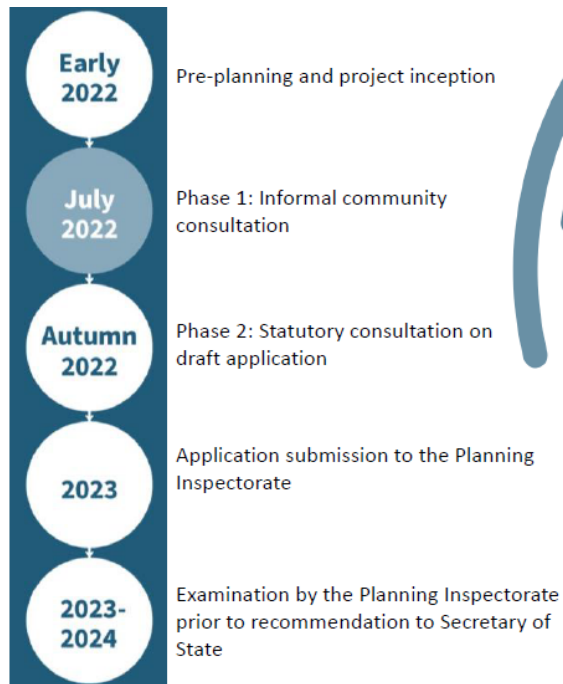 Early
2022
Pre-planning and project inception
July
2022
Phase 1: Informal community
consultation
Autumn
2022
Phase 2: Statutory consultation on
draft application
2023
Application submission to the Planning
Inspectorate
2023-
2024
Examination by the Planning Inspectorate
prior to recommendation to Secretary of
State